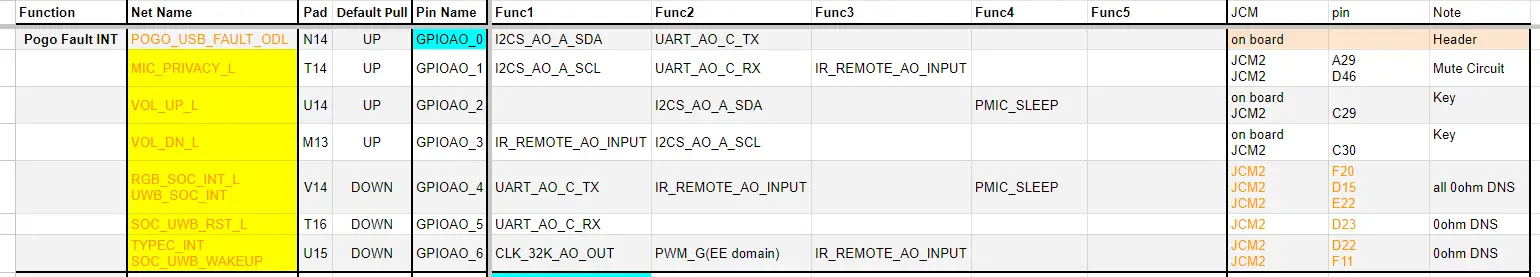 Function Net Name Pad Default Pull Pin Name Func1 Func2 Func3 Func4 Func5 JCM pin Note
Pogo Fault INT POGO_USB_FAULT_ODL N14 UP GPIOAO_0 I2CS_AO_A_SDA UART_AO_C_TX on board Header
MIC_PRIVACY_L T14 UP GPIOAO_1 I2CS_AO_A_SCL UART_AO_C_RX IR_REMOTE_AO_INPUT JCM2 A29 Mute Circuit
JCM2 D46
VOL_UP_L U14 UP GPIOAO_2 I2CS_AO_A_SDA PMIC_SLEEP on board Key
JCM2 C29
VOL_DN_L M13 UP GPIOAO_3 IR_REMOTE_AO_INPUT I2CS_AO_A_SCL on board Key
JCM2 C30
RGB_SOC_INT_L V14 DOWN GPIOAO_4 UART_AO_C_TX IR_REMOTE_AO_INPUT PMIC_SLEEP JCM2 F20 all 0ohm DNS
UWB_SOC_INT JCM2 D15
JCM2 E22
SOC_UWB_RST_L T16 DOWN GPIOAO_5 UART_AO_C_RX JCM2 D23 0ohm DNS
TYPEC_INT U15 DOWN GPIOAO_6 CLK_32K_AO_OUT PWM_G(EE domain) IR_REMOTE_AO_INPUT JCM2 D22 0ohm DNS
SOC_UWB_WAKEUP JCM2 F11